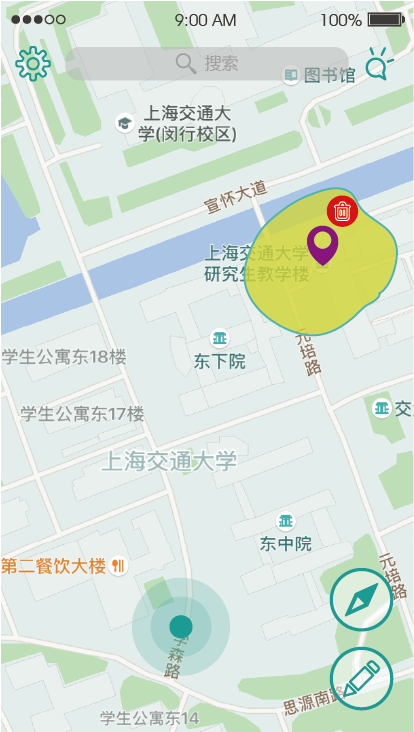 9:00 AM
100%
搜索
图书馆
上海交通大
学(闵行校区)
宣怀大道
上海交通大学
研究生教学楼
元培路
学生公寓东18楼
东下院
学生公寓东17楼
交
上海交通大学
东中院
第二餐饮大楼
元培路
学森路
思源南路
学生公寓东14